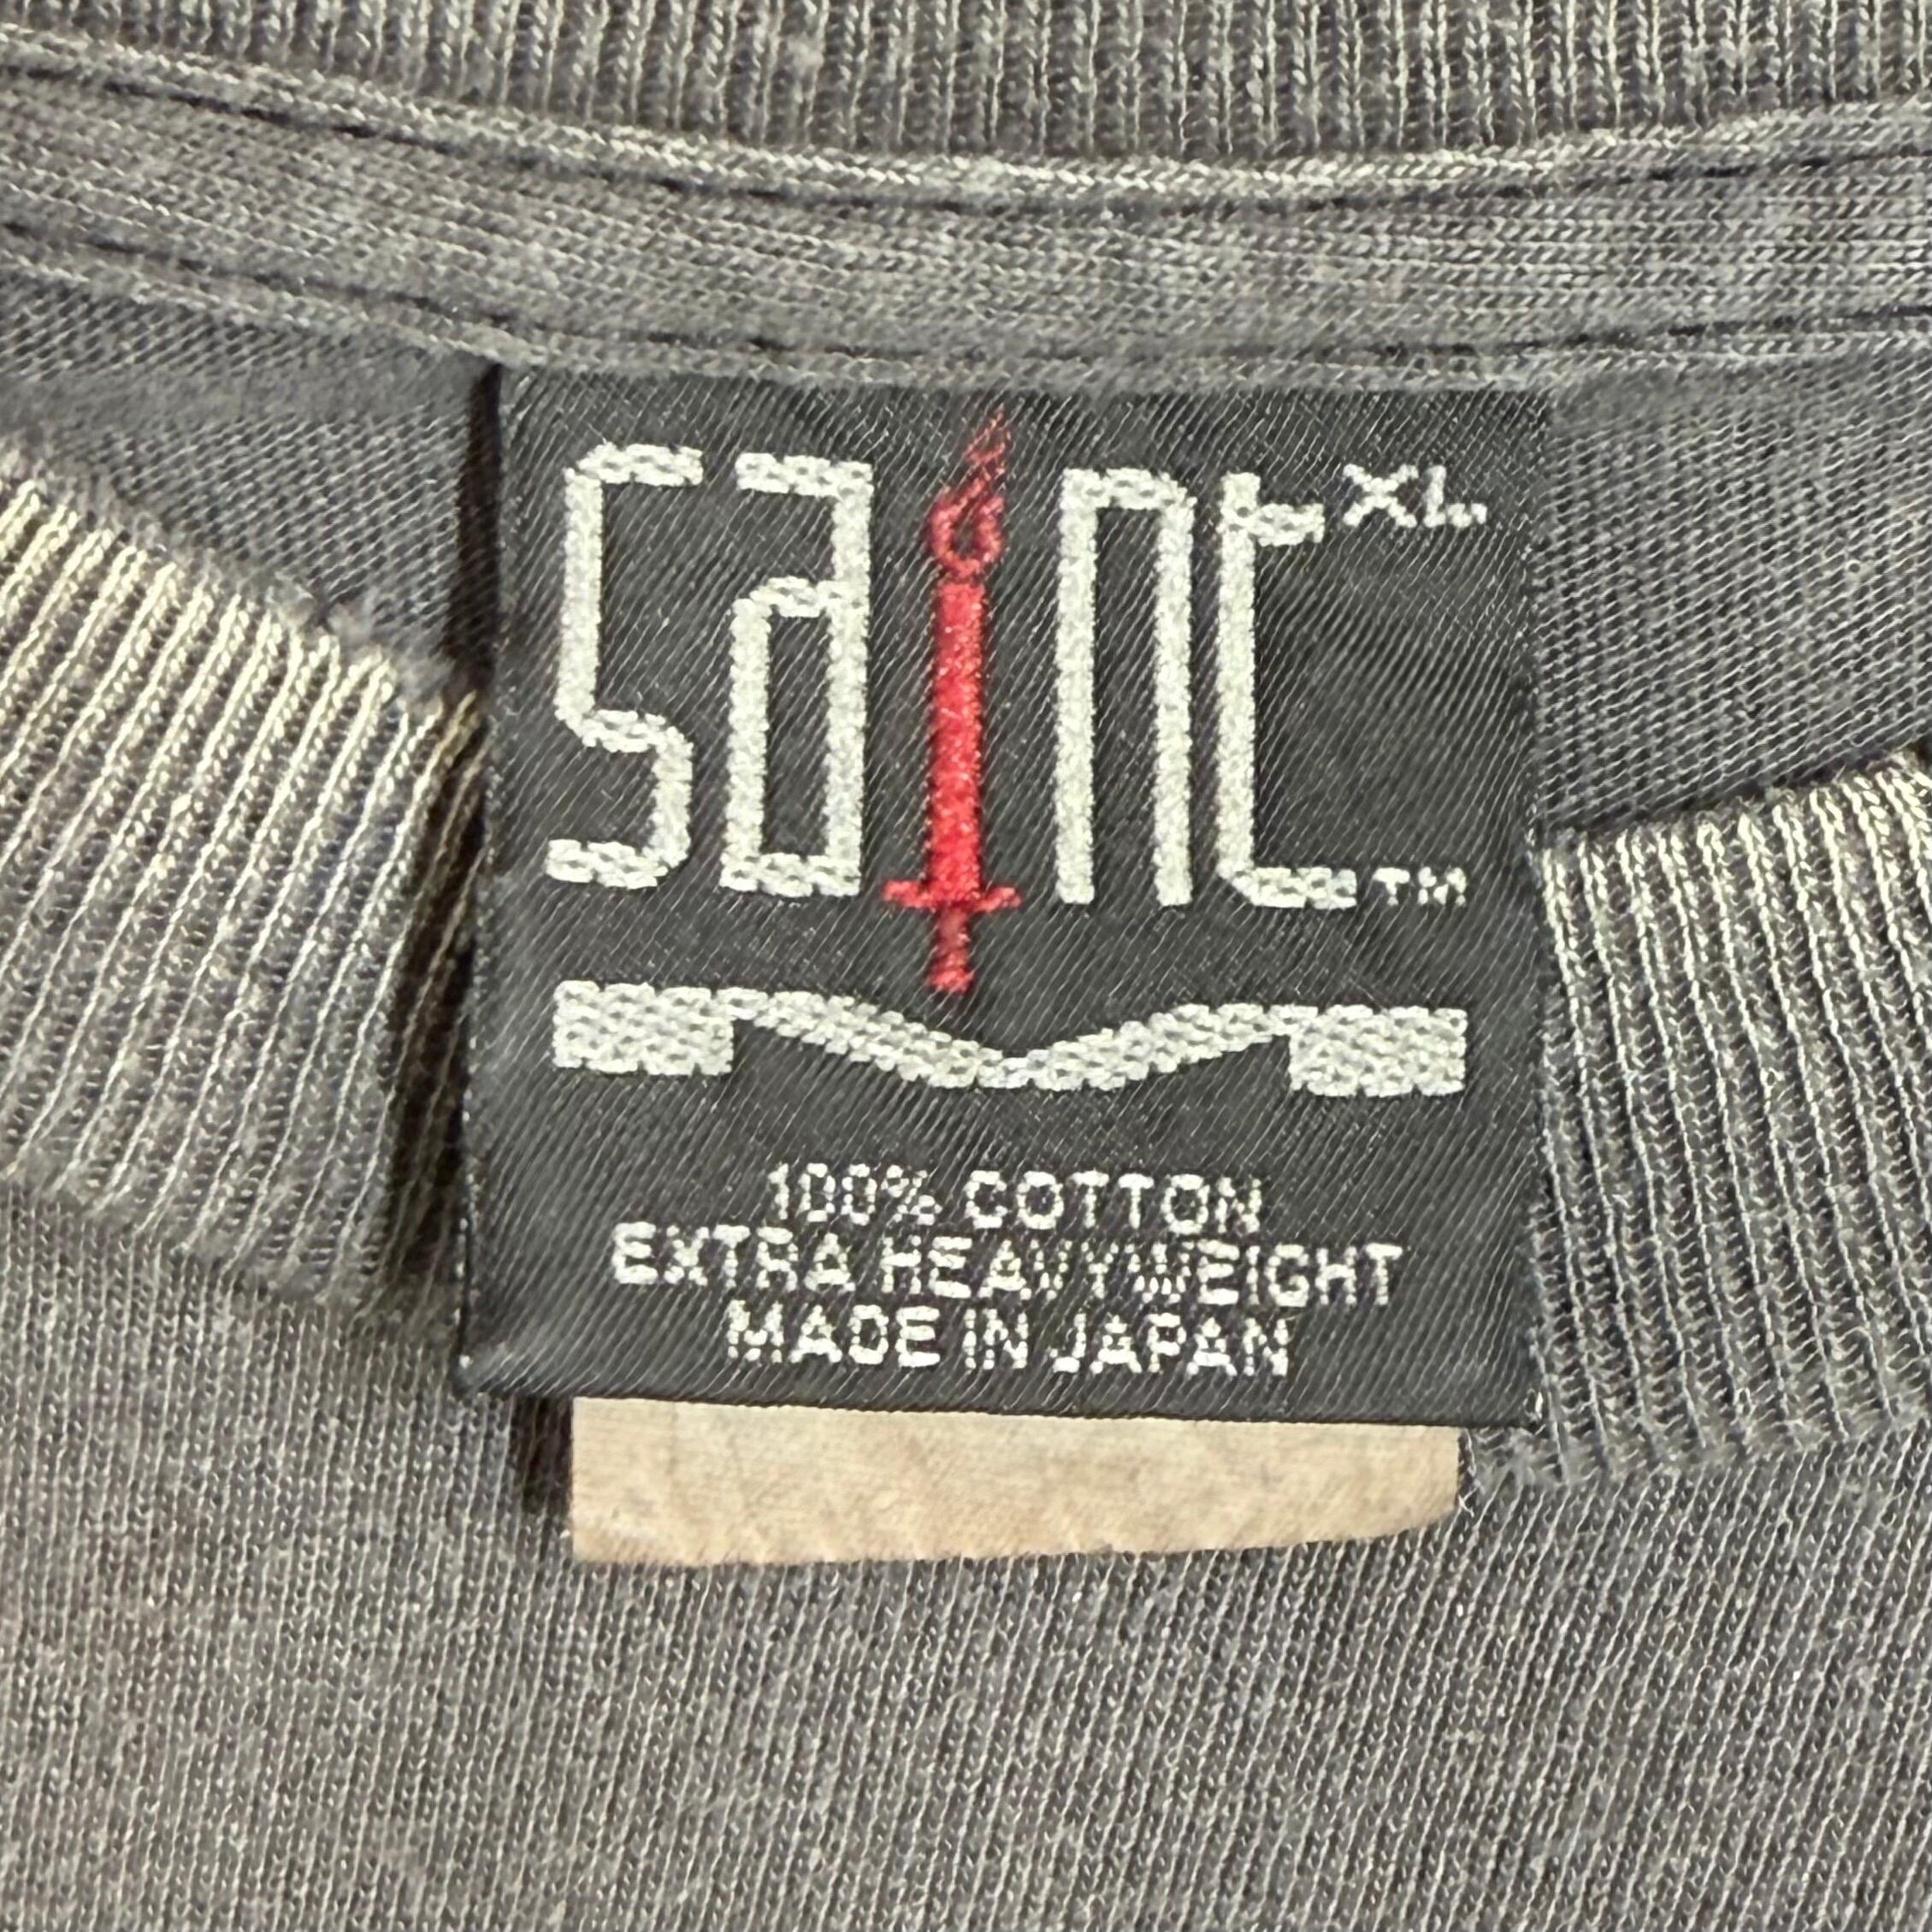 Saint XL
TM
100% COTTON
EXTRA HEAVYWEIGHT
MADE IN JAPAN